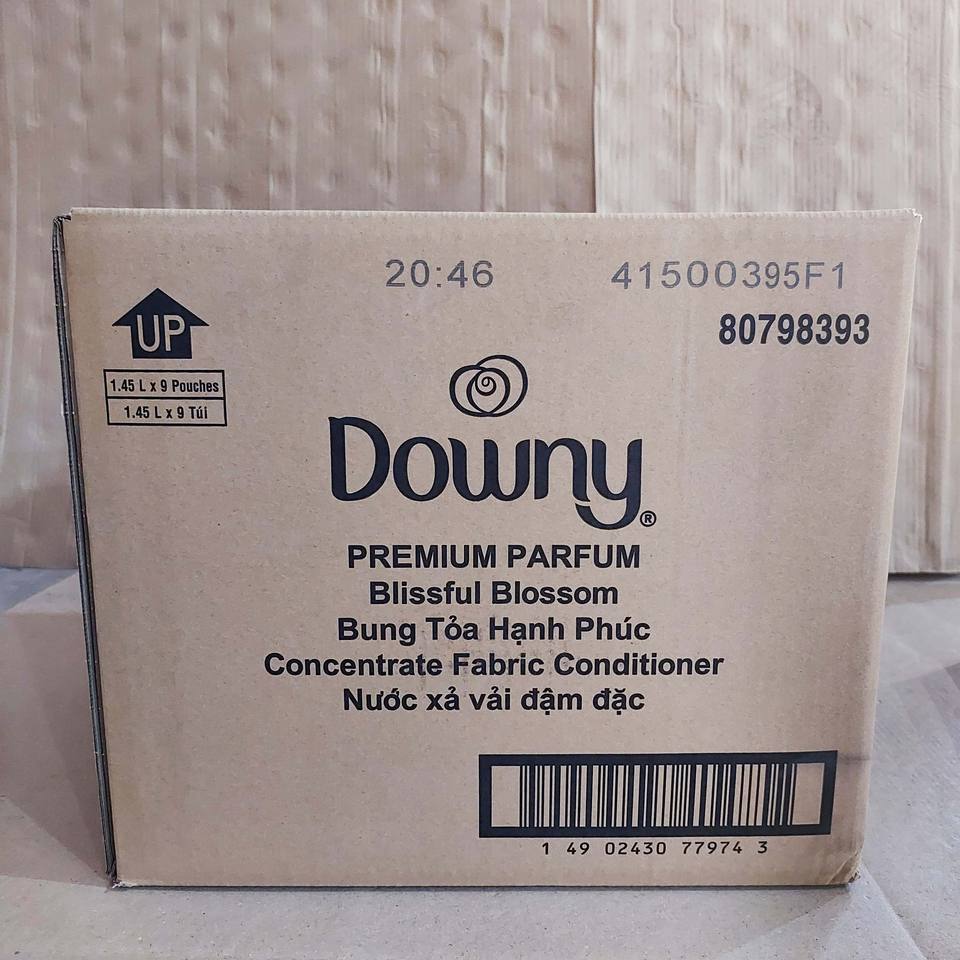 20:46 41500395F1
80798393
UP
1.45 L x 9 Pouches
1.45 L x 9 Túi
Downy®
PREMIUM PARFUM
Blissful Blossom
Bung Tỏa Hạnh Phúc
Concentrate Fabric Conditioner
Nước xả vải đậm đặc
1 49 02430 77974 3